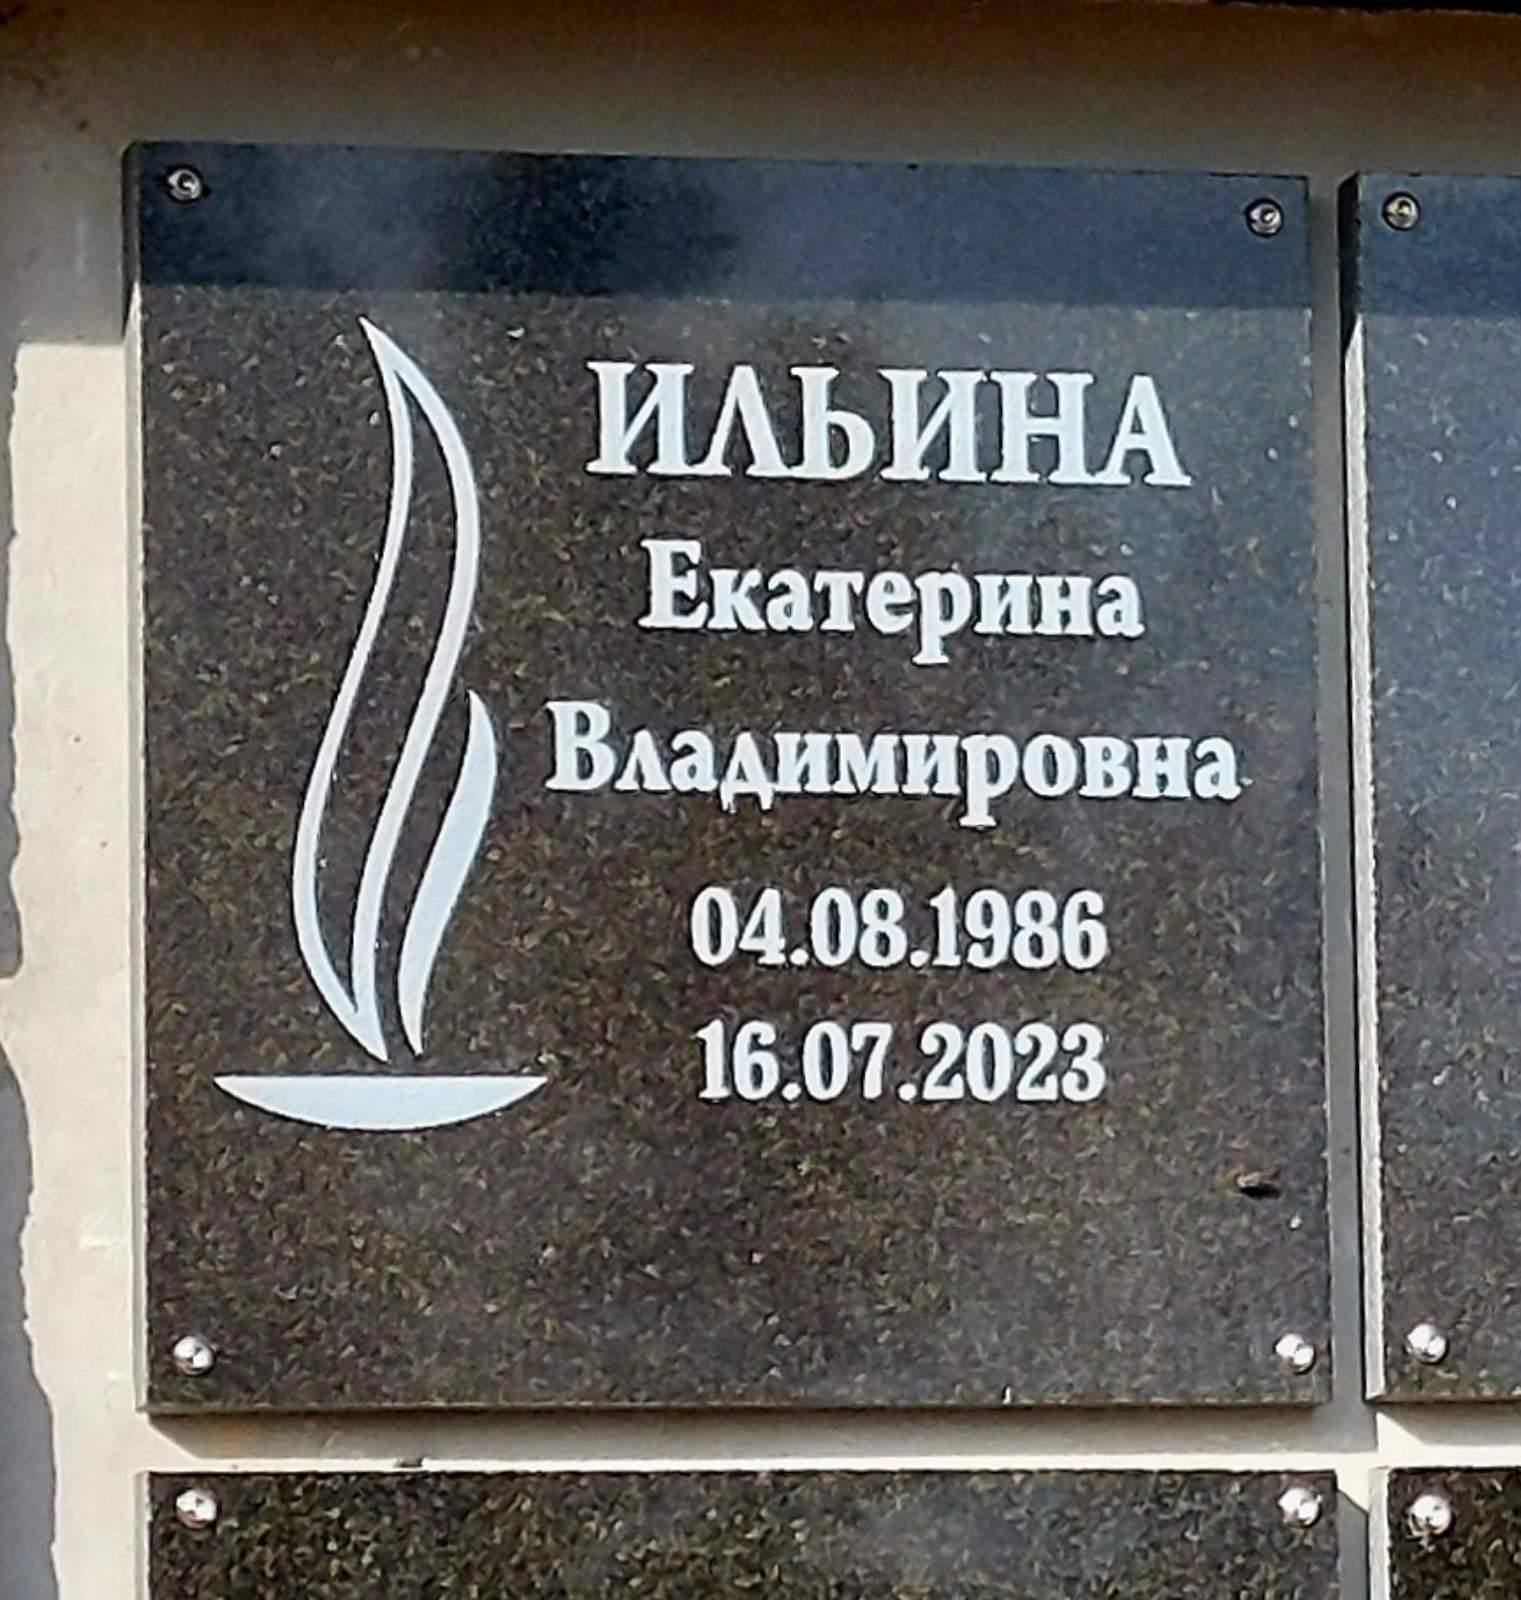 ИЛЬИНА
Екатерина
Владимировна
04.08.1986
16.07.2023